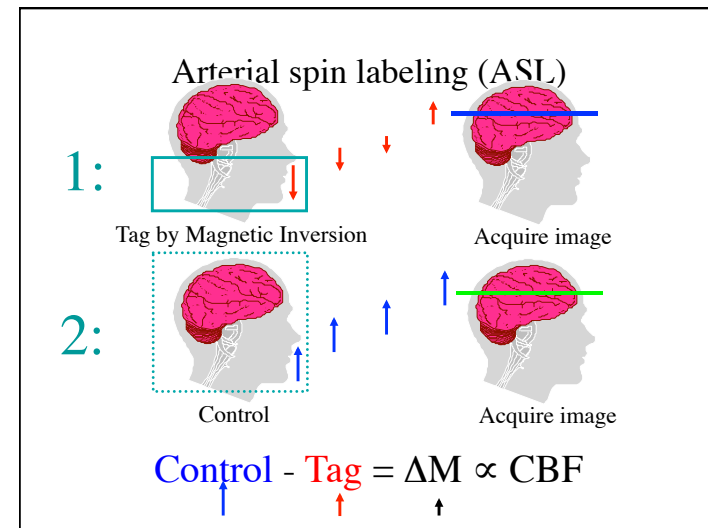 Arterial spin labeling (ASL)
1:
Tag by Magnetic Inversion
Acquire image
2:
Control
Acquire image
Control - Tag = ΔM ∝ CBF